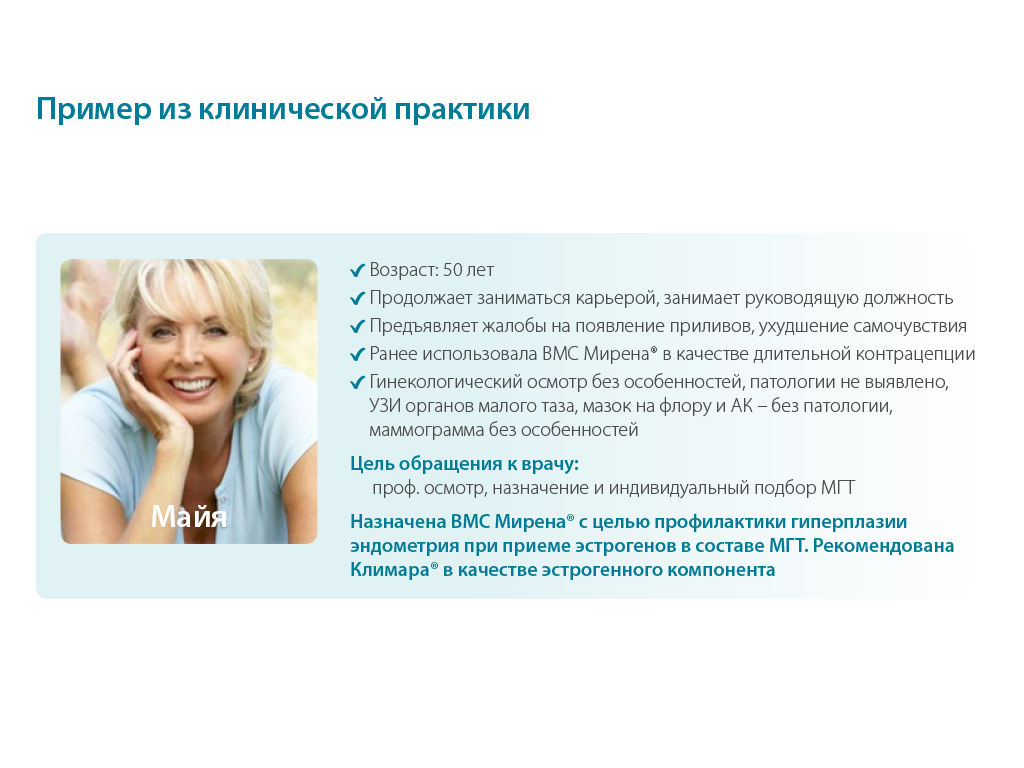 Пример из клинической практики
Возраст: 50 лет
Продолжает заниматься карьерой, занимает руководящую должность
Предъявляет жалобы на появление приливов, ухудшение самочувствия
Ранее использовала ВМС Мирена® в качестве длительной контрацепции
Гинекологический осмотр без особенностей, патологии не выявлено,
УЗИ органов малого таза, мазок на флору и АК – без патологии,
маммограмма без особенностей
Цель обращения к врачу:
проф. осмотр, назначение и индивидуальный подбор МГТ
Назначена ВМС Мирена® с целью профилактики гиперплазии
эндометрия при приеме эстрогенов в составе МГТ. Рекомендована
Климара® в качестве эстрогенного компонента
Майя